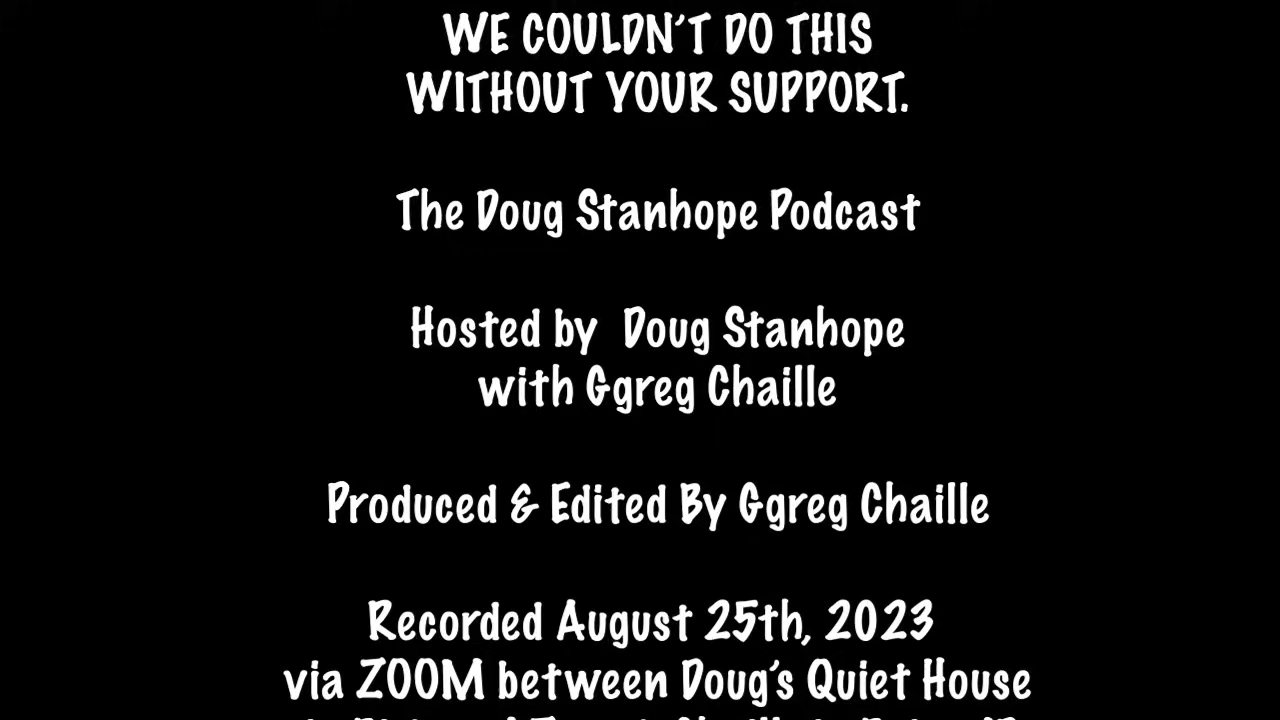 WE COULDN'T DO THIS
WITHOUT YOUR SUPPORT.
The Doug Stanhope Podcast
Hosted by Doug Stanhope
with Ggreg Chaille
Produced & Edited By Ggreg Chaille
Recorded August 25th, 2023
via ZOOM between Doug's Quiet House